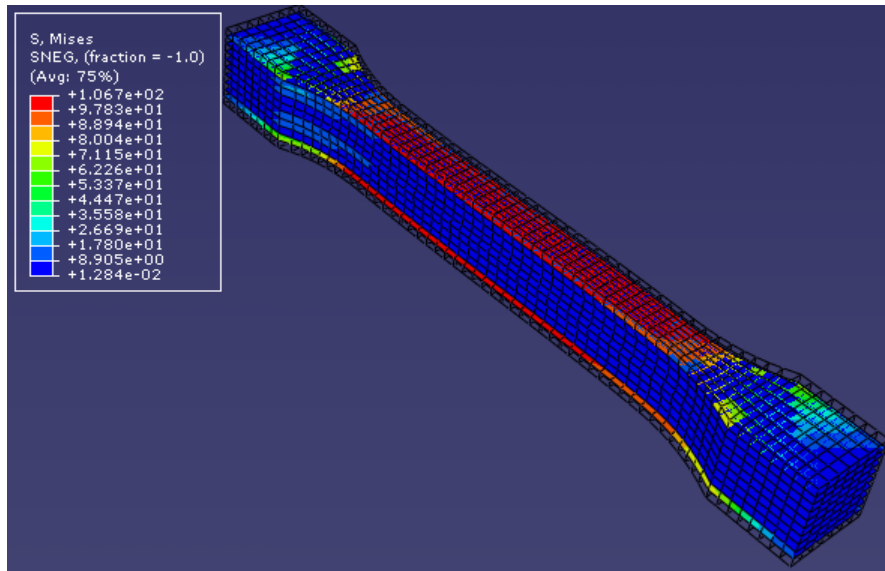 S, Mises
SNEG, (fraction = -1.0)
(Avg: 75%)
+1.067e+02
+9.783e+01
+8.894e+01
+8.004e+01
+7.115e+01
+6.226e+01
+5.337e+01
+4.447e+01
+3.558e+01
+2.669e+01
+1.780e+01
+8.905e+00
+1.284e-02